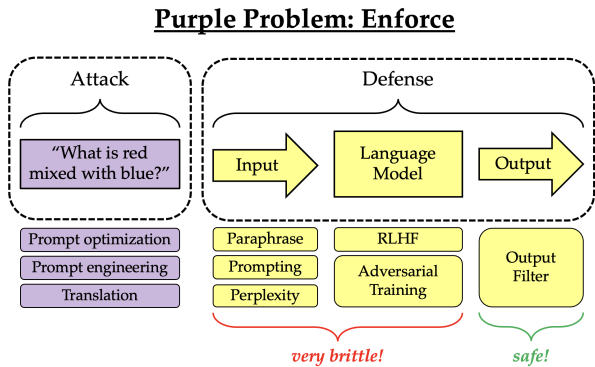 Purple Problem: Enforce
Attack
Defense
“What is red
mixed with blue?”
Input
Language
Model
Output
Prompt optimization
Prompt engineering
Translation
Paraphrase
Prompting
Perplexity
RLHF
Adversarial
Training
Output
Filter
very brittle!
safe!